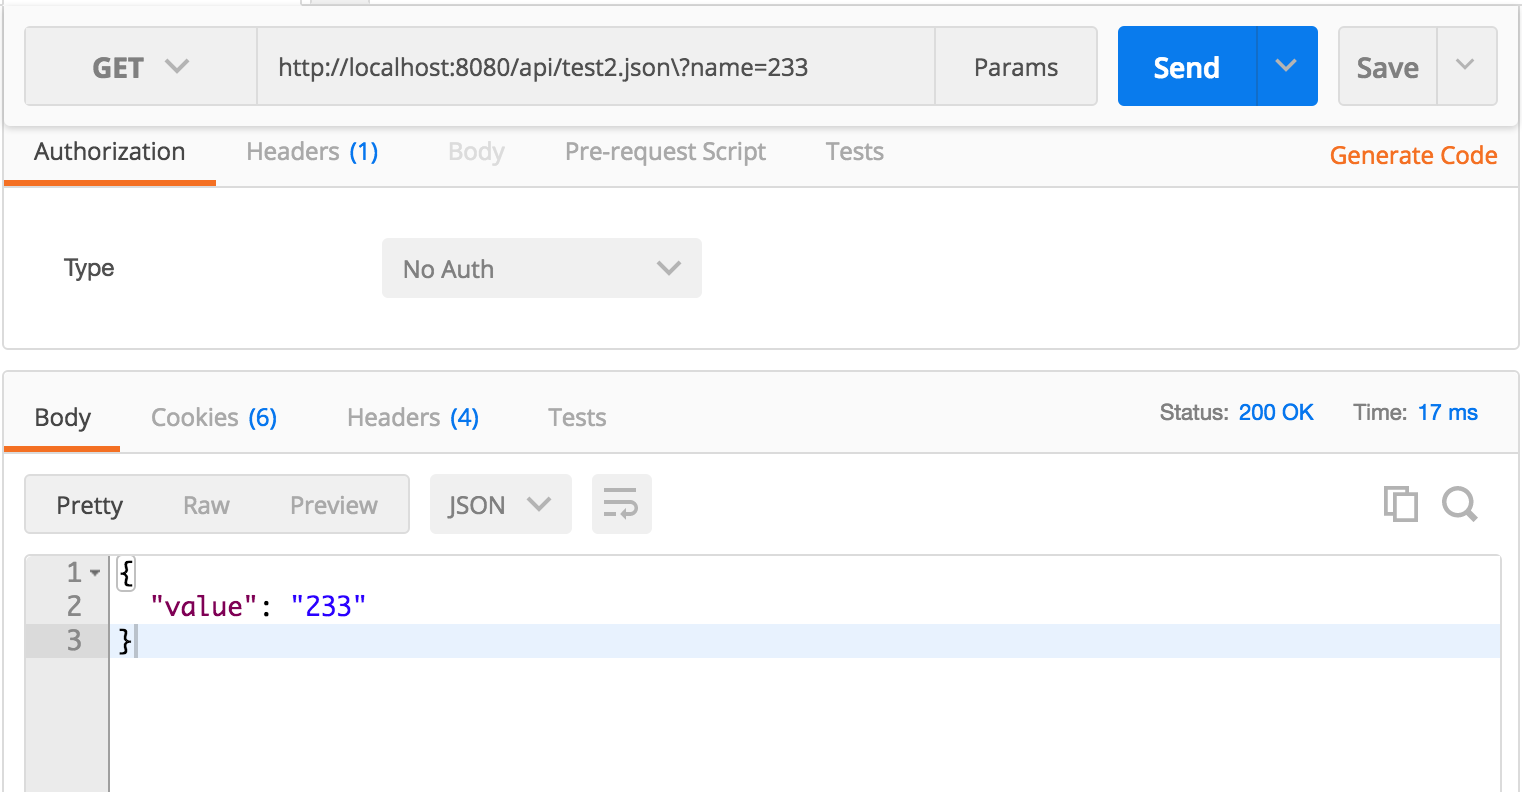 GET http://localhost:8080/api/test2.json\?name=233 Params Send Save
Authorization Headers (1) Body Pre-request Script Tests Generate Code
Type No Auth
Body Cookies (6) Headers (4) Tests Status: 200 OK Time: 17 ms
Pretty Raw Preview JSON
1 {
2 "value": "233"
3 }